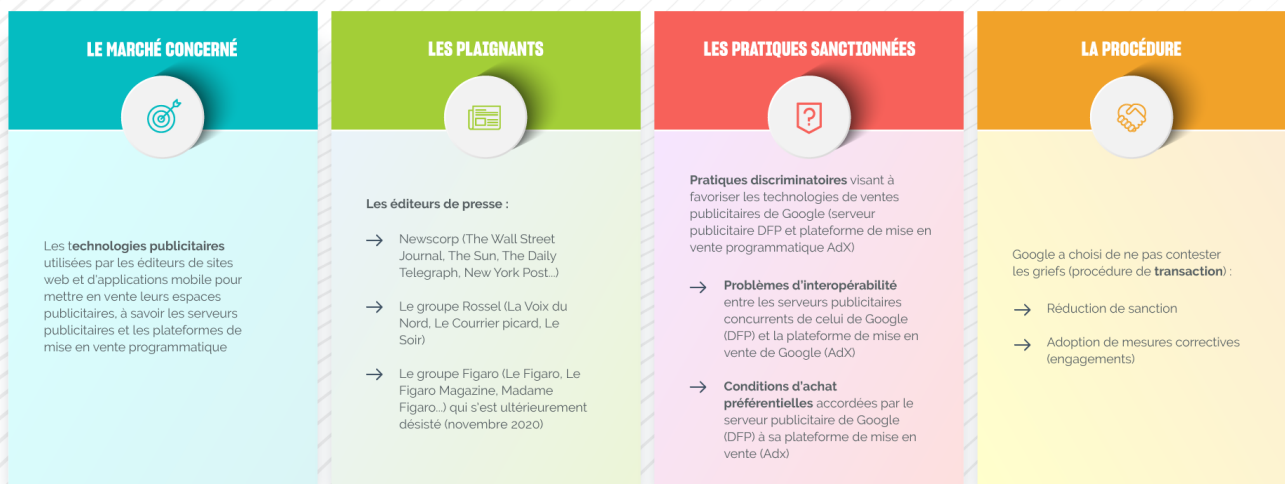 LE MARCHÉ CONCERNÉ
Les technologies publicitaires
utilisées par les éditeurs de sites
web et d'applications mobile pour
mettre en vente leurs espaces
publicitaires, à savoir les serveurs
publicitaires et les plateformes de
mise en vente programmatique
LES PLAIGNANTS
Les éditeurs de presse :
→ Newscorp (The Wall Street
Journal, The Sun, The Daily
Telegraph, New York Post...)
→ Le groupe Rossel (La Voix du
Nord, Le Courrier picard, Le
Soir)
→ Le groupe Figaro (Le Figaro, Le
Figaro Magazine, Madame
Figaro...) qui s'est ultérieurement
désisté (novembre 2020)
LES PRATIQUES SANCTIONNÉES
?
Pratiques discriminatoires visant à
favoriser les technologies de ventes
publicitaires de Google (serveur
publicitaire DFP et plateforme de mise en
vente programmatique AdX)
→ Problèmes d'interopérabilité
entre les serveurs publicitaires
concurrents de celui de Google
(DFP) et la plateforme de mise en
vente de Google (AdX)
→ Conditions d'achat
préférentielles accordées par le
serveur publicitaire de Google
(DFP) à sa plateforme de mise en
vente (Adx)
LA PROCÉDURE
Google a choisi de ne pas contester
les griefs (procédure de transaction) :
→ Réduction de sanction
→ Adoption de mesures correctives
(engagements)